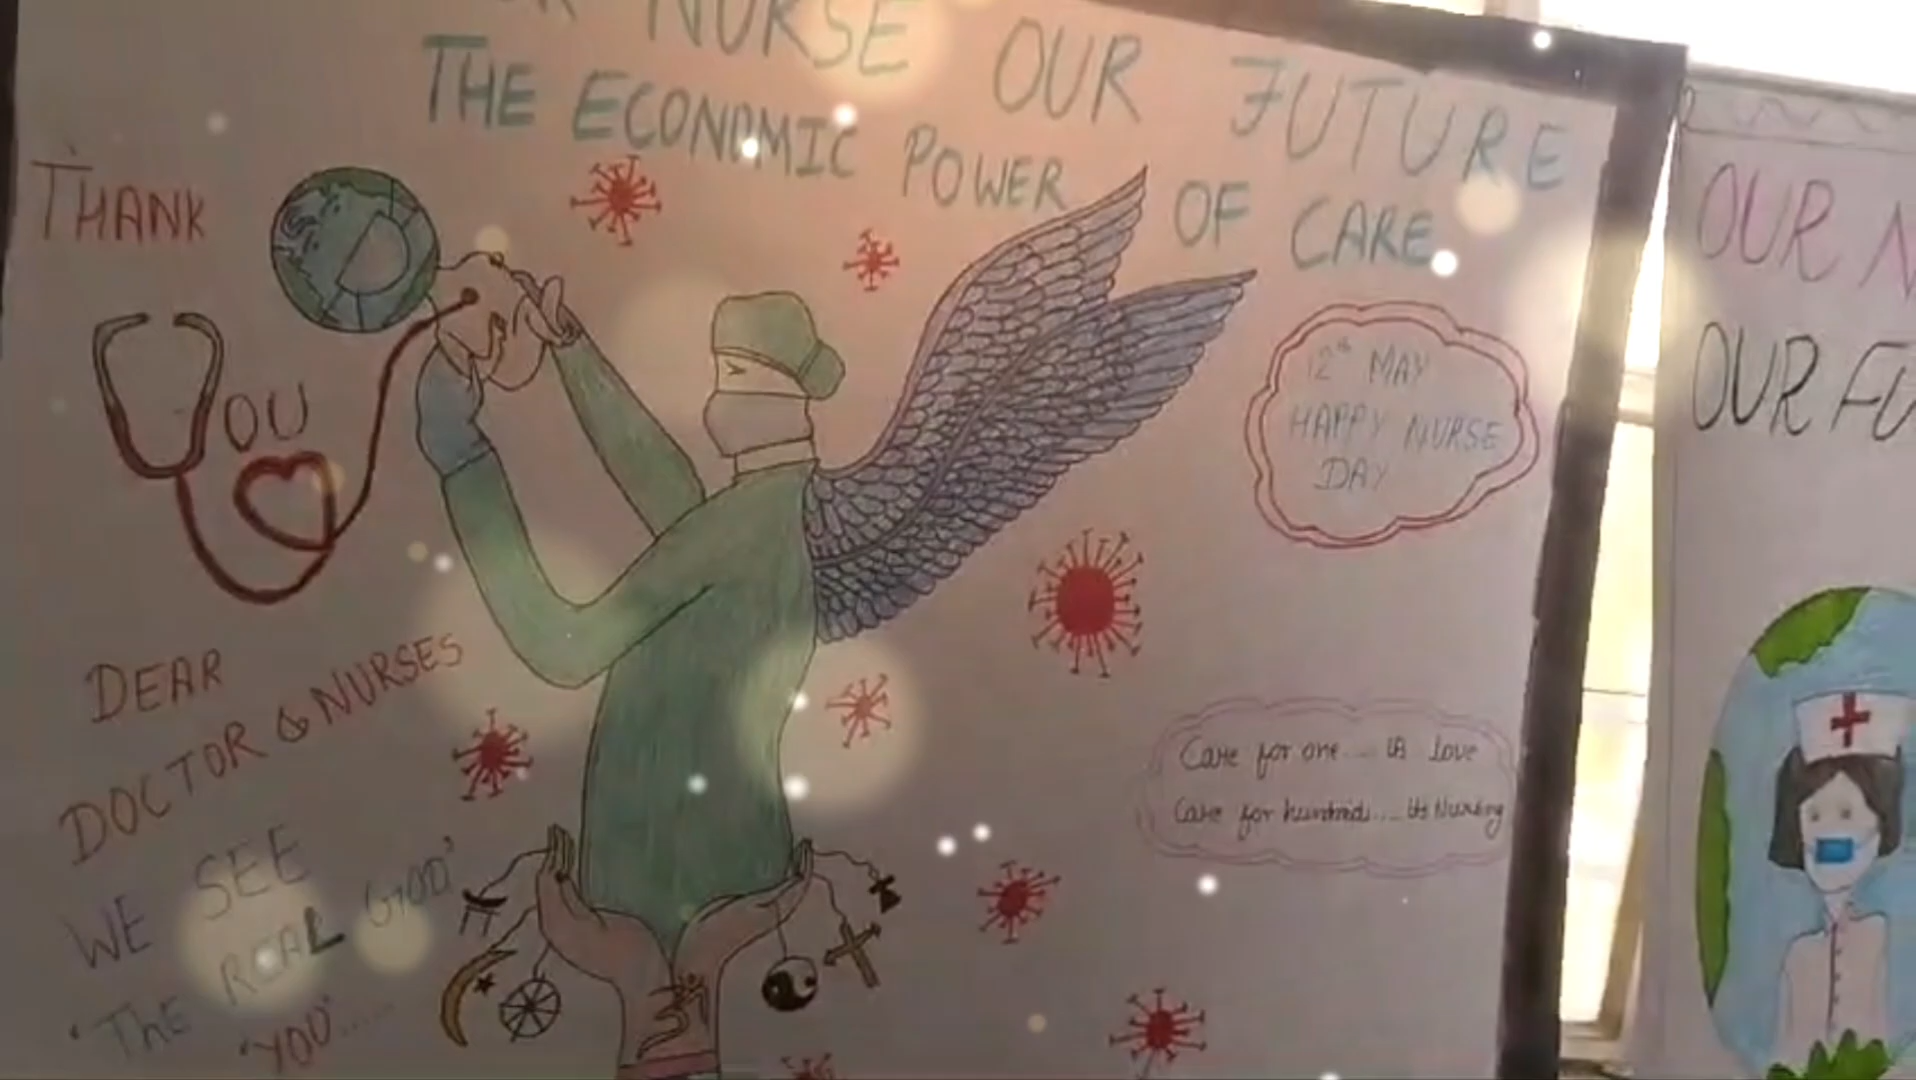 NURSE OUR FUTURE
THE ECONOMIC POWER OF CARE
THANK
YOU
12th MAY
HAPPY NURSE
DAY
DEAR
DOCTOR & NURSES
WE SEE
'THE REAL GOD'
'YOU'.....
Care for one.... is love
Care for hundreds.... its Nursing
ॐ
OUR N
OUR FU